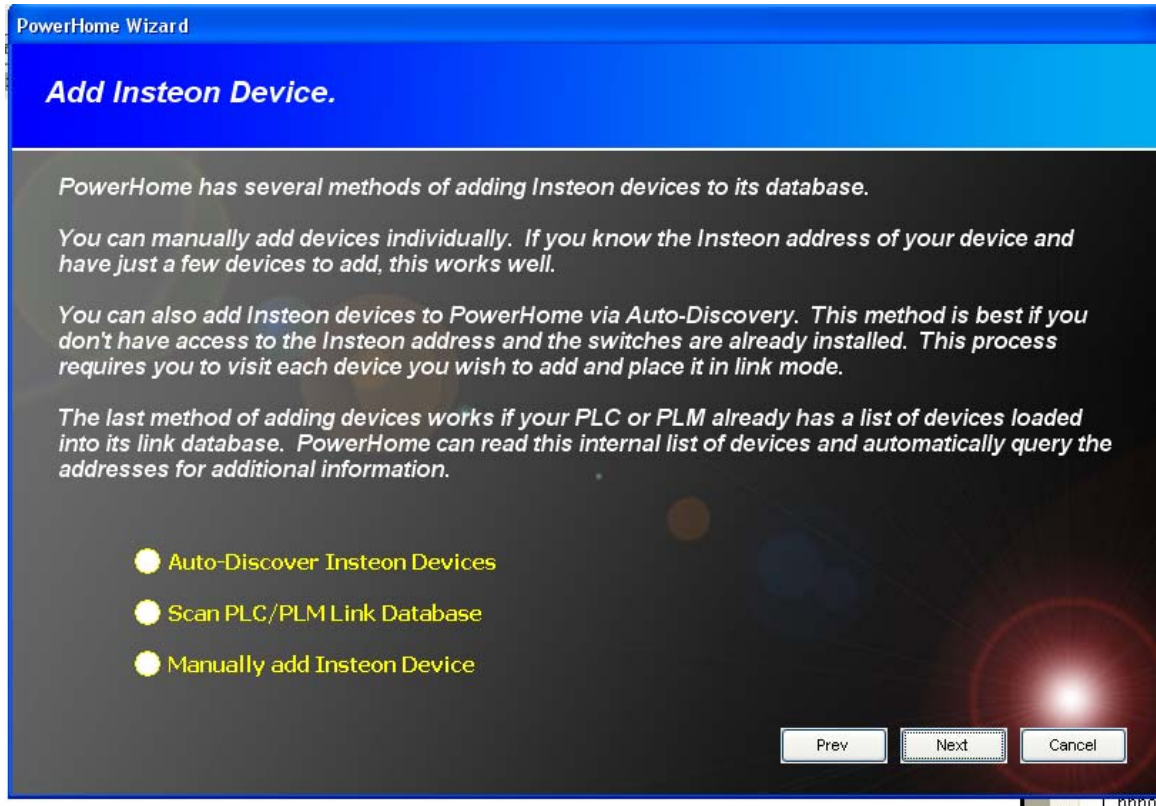 PowerHome Wizard
Add Insteon Device.
PowerHome has several methods of adding Insteon devices to its database.
You can manually add devices individually. If you know the Insteon address of your device and
have just a few devices to add, this works well.
You can also add Insteon devices to PowerHome via Auto-Discovery. This method is best if you
don't have access to the Insteon address and the switches are already installed. This process
requires you to visit each device you wish to add and place it in link mode.
The last method of adding devices works if your PLC or PLM already has a list of devices loaded
into its link database. PowerHome can read this internal list of devices and automatically query the
addresses for additional information.
Auto-Discover Insteon Devices
Scan PLC/PLM Link Database
Manually add Insteon Device
Prev Next Cancel